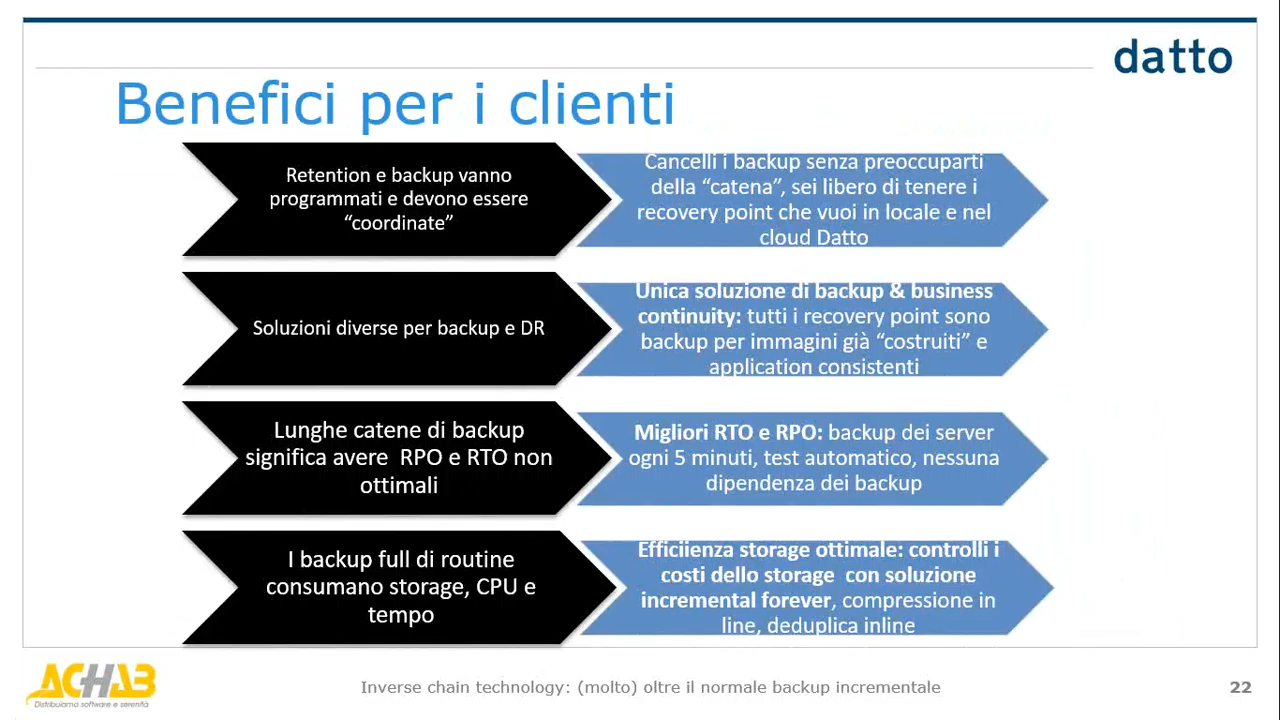 datto
Benefici per i clienti
Retention e backup vanno
programmati e devono essere
“coordinate”
Cancelli i backup senza preoccuparti
della “catena”, sei libero di tenere i
recovery point che vuoi in locale e nel
cloud Datto
Soluzioni diverse per backup e DR
Unica soluzione di backup & business
continuity: tutti i recovery point sono
backup per immagini già “costruiti” e
application consistenti
Lunghe catene di backup
significa avere RPO e RTO non
ottimali
Migliori RTO e RPO: backup dei server
ogni 5 minuti, test automatico, nessuna
dipendenza dei backup
I backup full di routine
consumano storage, CPU e
tempo
Efficiienza storage ottimale: controlli i
costi dello storage con soluzione
incremental forever, compressione in
line, deduplica inline
ACHAB
Distribuiamo software e serenità
Inverse chain technology: (molto) oltre il normale backup incrementale
22